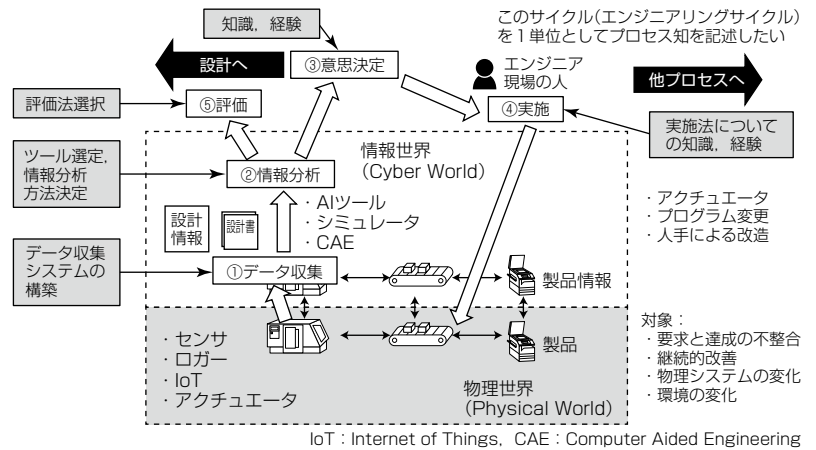 知識，経験
このサイクル（エンジニアリングサイクル）
を１単位としてプロセス知を記述したい
設計へ
③意思決定
エンジニア
現場の人
他プロセスへ
評価法選択
⑤評価
④実施
実施法について
の知識，経験
情報世界
（Cyber World）
ツール選定，
情報分析
方法決定
②情報分析
・AIツール
・シミュレータ
・CAE
・アクチュエータ
・プログラム変更
・人手による改造
設計
情報
設計書
データ収集
システムの
構築
①データ収集
製品情報
・センサ
・ロガー
・IoT
・アクチュエータ
製品
対象：
・要求と達成の不整合
・継続的改善
・物理システムの変化
・環境の変化
物理世界
（Physical World）
IoT：Internet of Things，CAE：Computer Aided Engineering